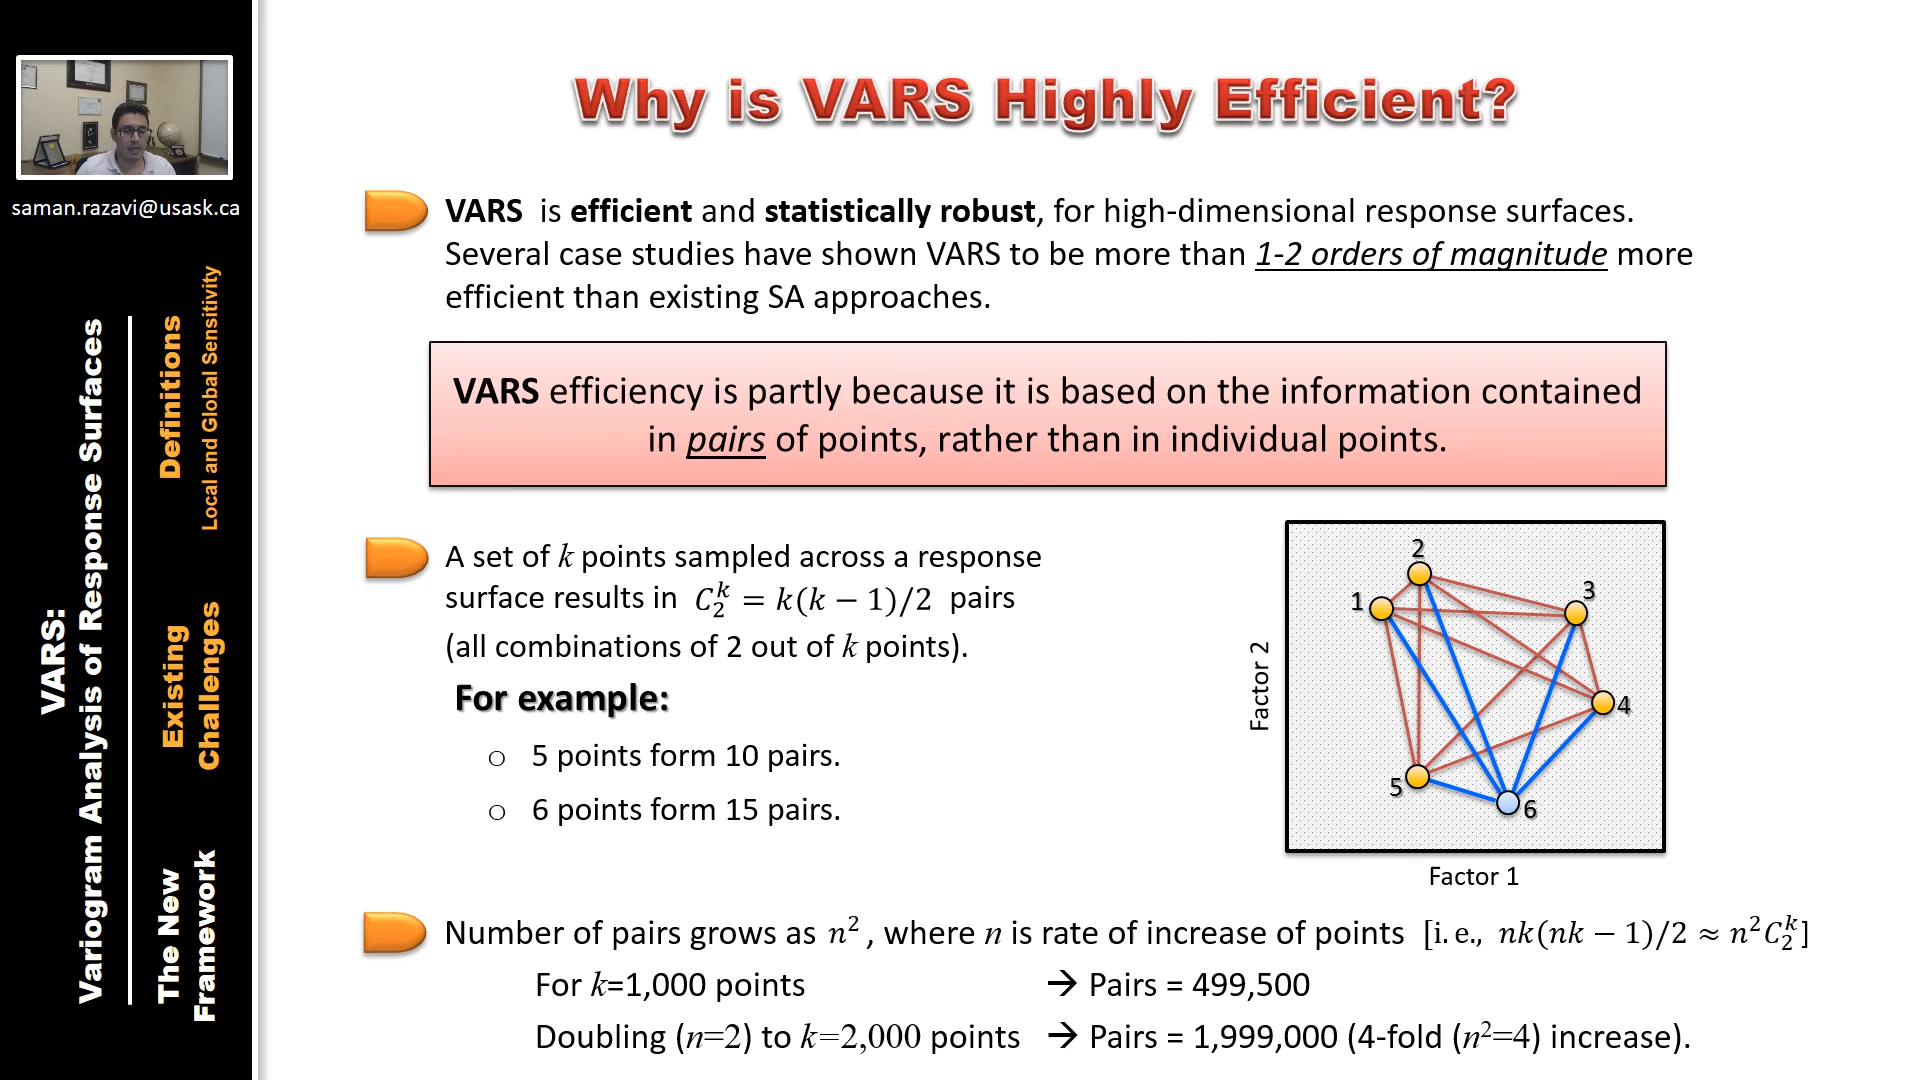 saman.razavi@usask.ca
VARS:
Variogram Analysis of Response Surfaces
Definitions
Local and Global Sensitivity
Existing
Challenges
The New
Framework
Why is VARS Highly Efficient?
VARS is efficient and statistically robust, for high-dimensional response surfaces.
Several case studies have shown VARS to be more than 1-2 orders of magnitude more
efficient than existing SA approaches.
VARS efficiency is partly because it is based on the information contained
in pairs of points, rather than in individual points.
A set of k points sampled across a response
surface results in C₂ᵏ = k(k − 1)/2 pairs
(all combinations of 2 out of k points).
For example:
o 5 points form 10 pairs.
o 6 points form 15 pairs.
2
1
3
4
5
6
Factor 2
Factor 1
Number of pairs grows as n², where n is rate of increase of points [i.e., nk(nk − 1)/2 ≈ n²C₂ᵏ]
For k=1,000 points → Pairs = 499,500
Doubling (n=2) to k=2,000 points → Pairs = 1,999,000 (4-fold (n²=4) increase).